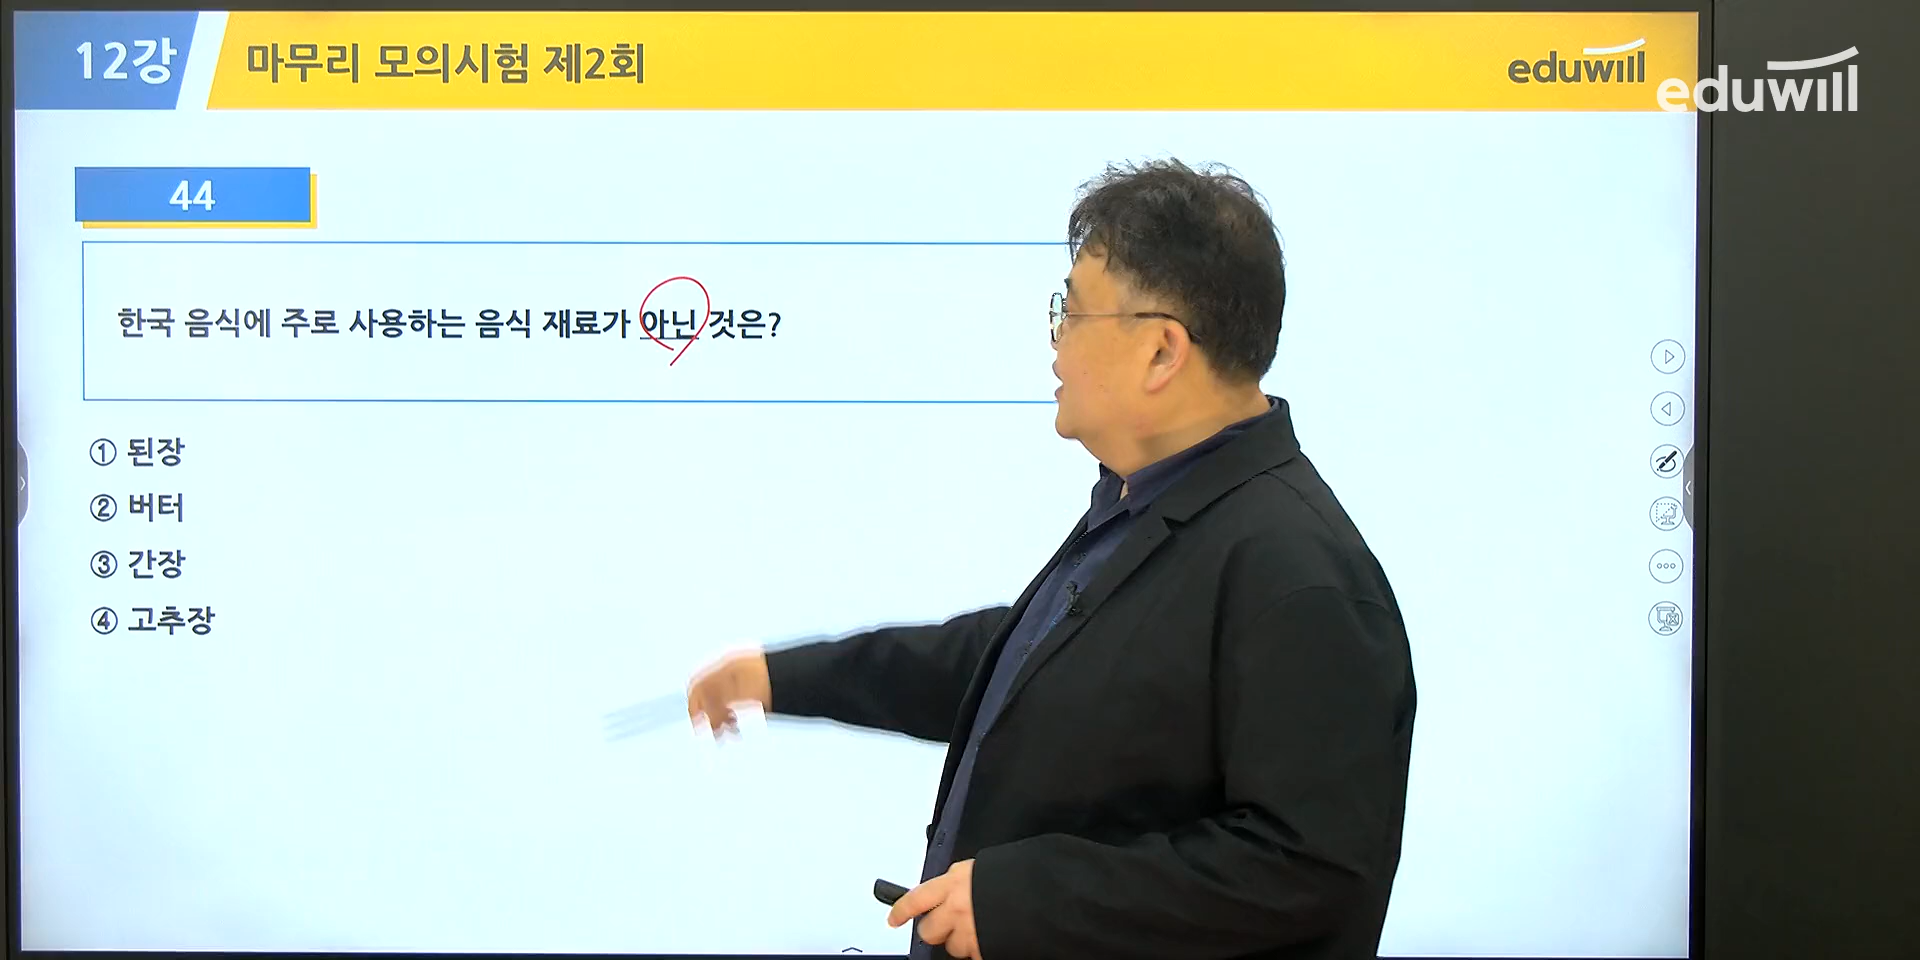 12강 마무리 모의시험 제2회 eduwill eduwill
44
한국 음식에 주로 사용하는 음식 재료가 아닌 것은?
① 된장
② 버터
③ 간장
④ 고추장